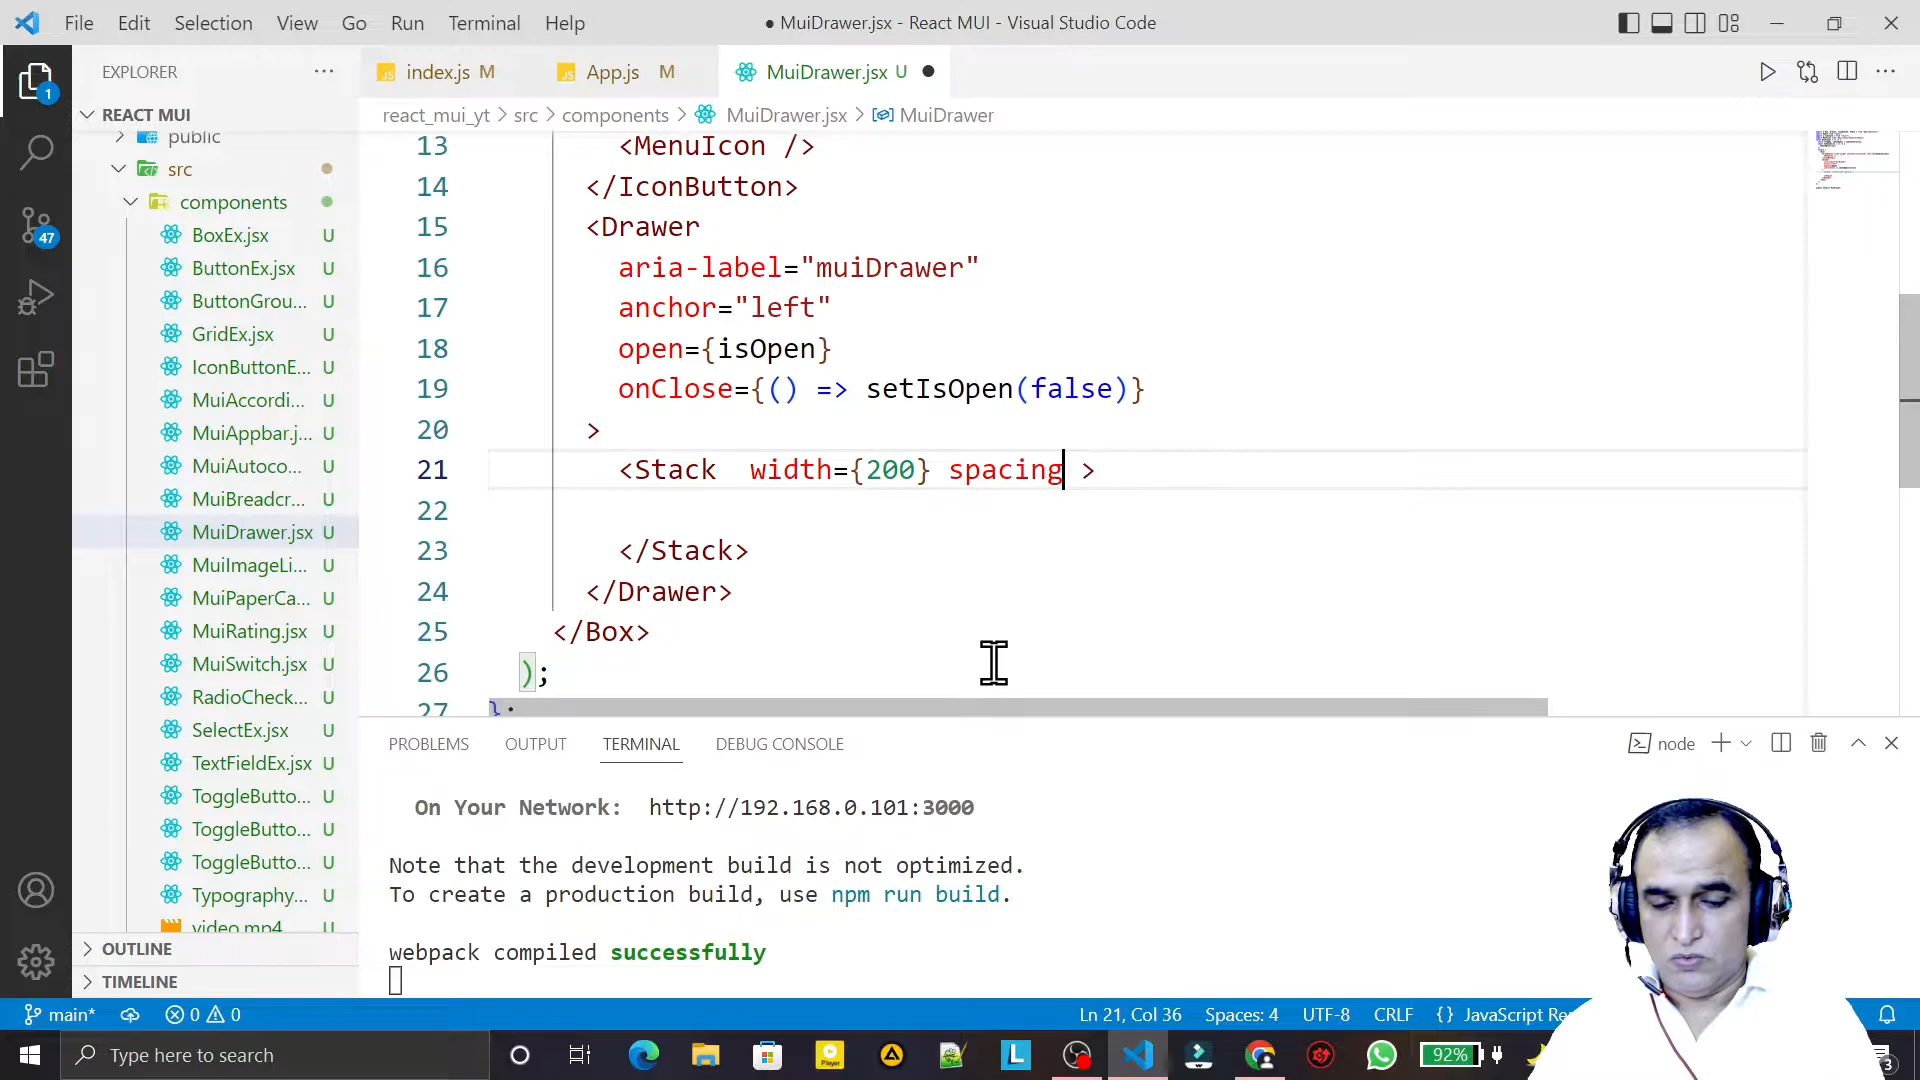 File Edit Selection View Go Run Terminal Help
● MuiDrawer.jsx - React MUI - Visual Studio Code
EXPLORER
index.js M
App.js M
MuiDrawer.jsx U
REACT MUI
react_mui_yt > src > components > MuiDrawer.jsx > MuiDrawer
public
src
components
BoxEx.jsx U
ButtonEx.jsx U
ButtonGrou... U
GridEx.jsx U
IconButtonE... U
MuiAccordi... U
MuiAppbar.j... U
MuiAutoco... U
MuiBreadcr... U
MuiDrawer.jsx U
MuiImageLi... U
MuiPaperCa... U
MuiRating.jsx U
MuiSwitch.jsx U
RadioCheck... U
SelectEx.jsx U
TextFieldEx.jsx U
ToggleButto... U
ToggleButto... U
ToggleButto... U
Typography... U
video.mp4 U
OUTLINE
TIMELINE
1
47
13 <MenuIcon />
14 </IconButton>
15 <Drawer
16 aria-label="muiDrawer"
17 anchor="left"
18 open={isOpen}
19 onClose={() => setIsOpen(false)}
20 >
21 <Stack  width={200} spacing >
22
23 </Stack>
24 </Drawer>
25 </Box>
26 );
27 };
PROBLEMS OUTPUT TERMINAL DEBUG CONSOLE
node
On Your Network: http://192.168.0.101:3000
Note that the development build is not optimized.
To create a production build, use npm run build.
webpack compiled successfully
main* 0 0
Ln 21, Col 36 Spaces: 4 UTF-8 CRLF {} JavaScript Re
Type here to search
Player
L
92%
3